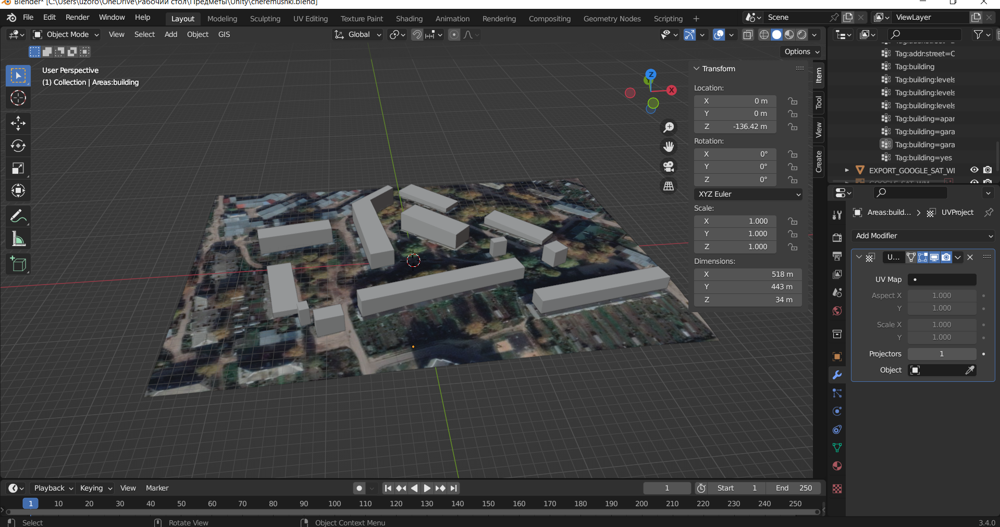 Blender* [C:\Users\uzoro\OneDrive\Рабочий стол\Предметы\Unity\cheremushki.blend]
File Edit Render Window Help Layout Modeling Sculpting UV Editing Texture Paint Shading Animation Rendering Compositing Geometry Nodes Scripting + Scene ViewLayer
Object Mode View Select Add Object GIS Global
Options
User Perspective
(1) Collection | Areas:building
Z
Y
X
Transform
Location:
X 0 m
Y 0 m
Z -136.42 m
Rotation:
X 0°
Y 0°
Z 0°
XYZ Euler
Scale:
X 1.000
Y 1.000
Z 1.000
Dimensions:
X 518 m
Y 443 m
Z 34 m
Item
Tool
View
Create
Tag:addr:street=C
Tag:building
Tag:building:levels
Tag:building:levels
Tag:building:levels
Tag:building=apar
Tag:building=gara
Tag:building=gara
Tag:building=yes
EXPORT_GOOGLE_SAT_WI
GOOGLE_SAT_WM
Areas:build... > UVProject
Add Modifier
U...
UV Map
Aspect X 1.000
Y 1.000
Scale X 1.000
Y 1.000
Projectors 1
Object
Playback Keying View Marker 1 Start 1 End 250
1 10 20 30 40 50 60 70 80 90 100 110 120 130 140 150 160 170 180 190 200 210 220 230 240 250
Select Rotate View Object Context Menu 3.4.0